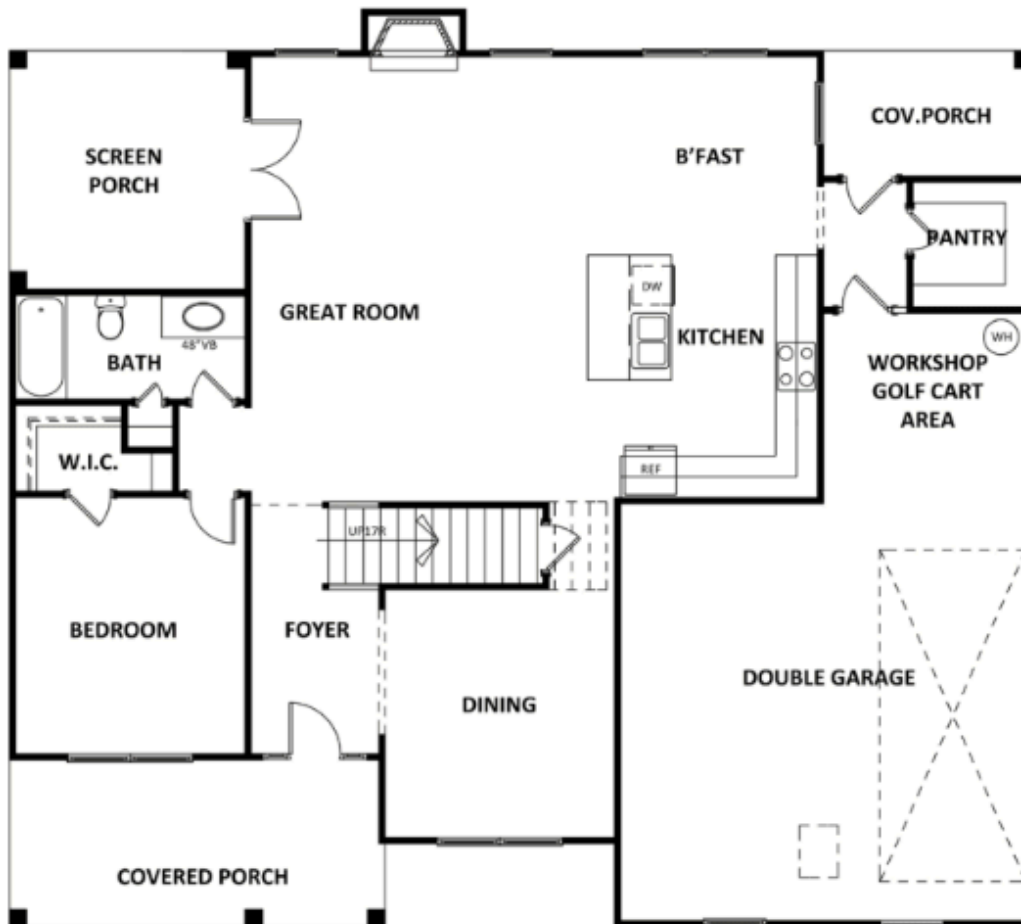 COV.PORCH
SCREEN
PORCH
B'FAST
PANTRY
DW
GREAT ROOM
KITCHEN
WH
48"VB
BATH
WORKSHOP
GOLF CART
AREA
W.I.C.
REF
UP17R
BEDROOM
FOYER
DOUBLE GARAGE
DINING
COVERED PORCH